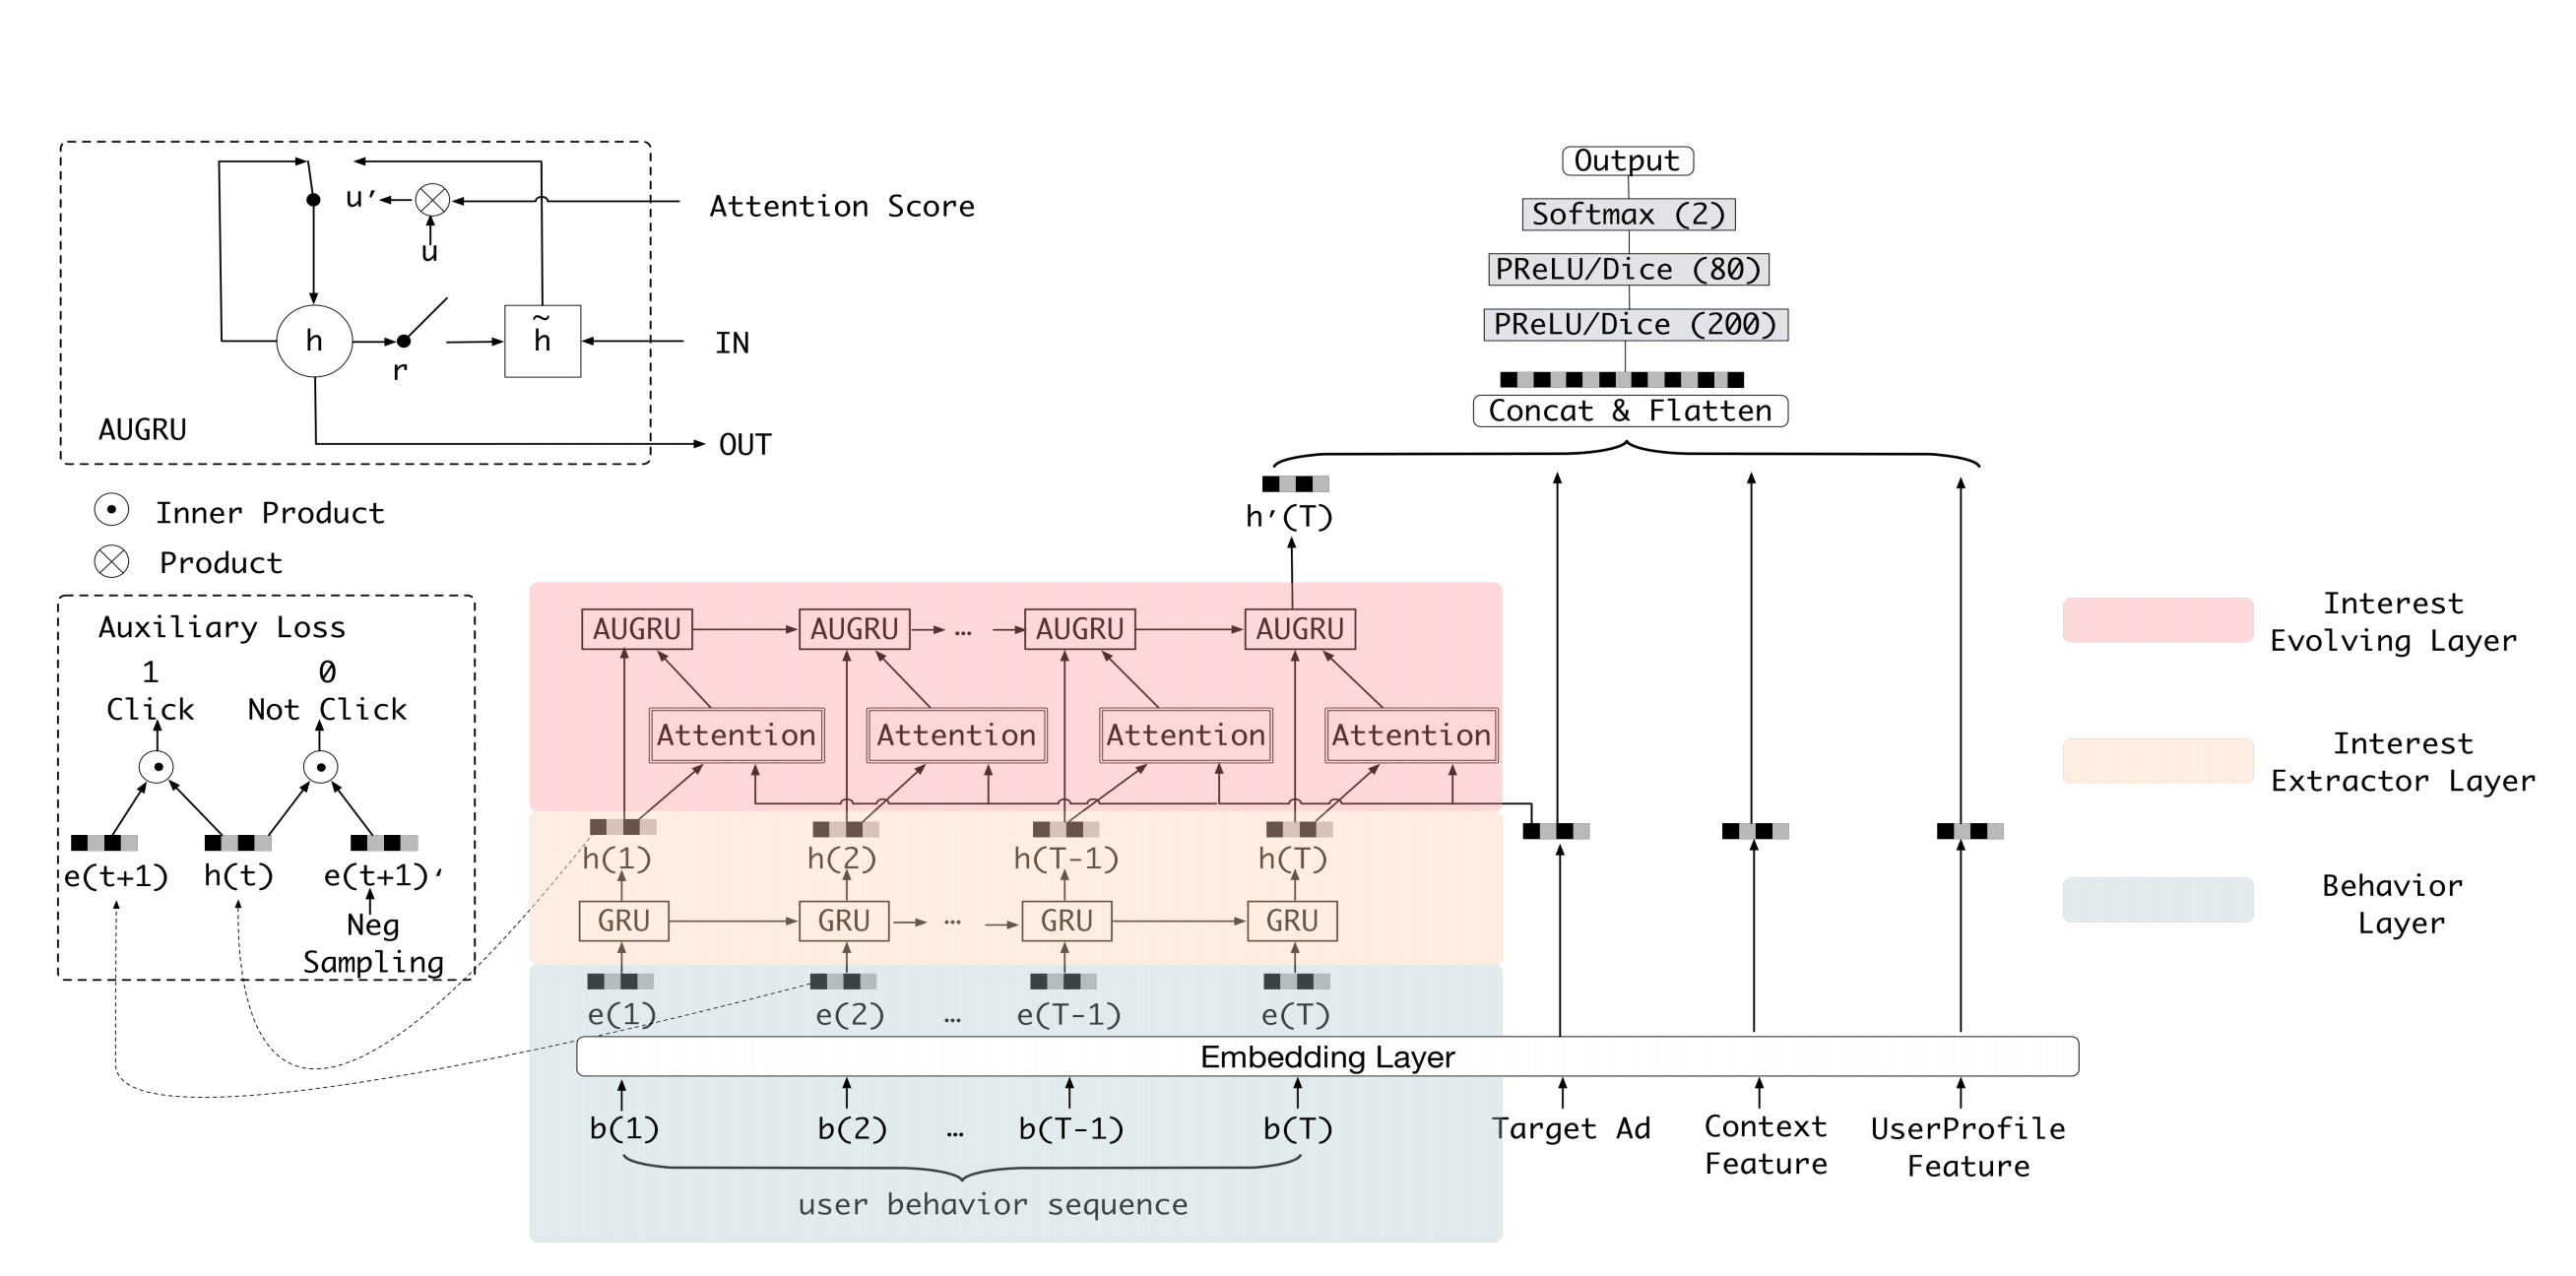 u′
u
Attention Score
h
r
h̃
IN
AUGRU
OUT
Inner Product
Product
Auxiliary Loss
1
0
Click
Not Click
e(t+1)
h(t)
e(t+1)‘
Neg
Sampling
Output
Softmax (2)
PReLU/Dice (80)
PReLU/Dice (200)
Concat & Flatten
h′(T)
AUGRU
AUGRU
…
AUGRU
AUGRU
Attention
Attention
Attention
Attention
h(1)
h(2)
h(T-1)
h(T)
GRU
GRU
…
GRU
GRU
e(1)
e(2)
…
e(T-1)
e(T)
Embedding Layer
b(1)
b(2)
…
b(T-1)
b(T)
Target Ad
Context
Feature
UserProfile
Feature
user behavior sequence
Interest
Evolving Layer
Interest
Extractor Layer
Behavior
Layer